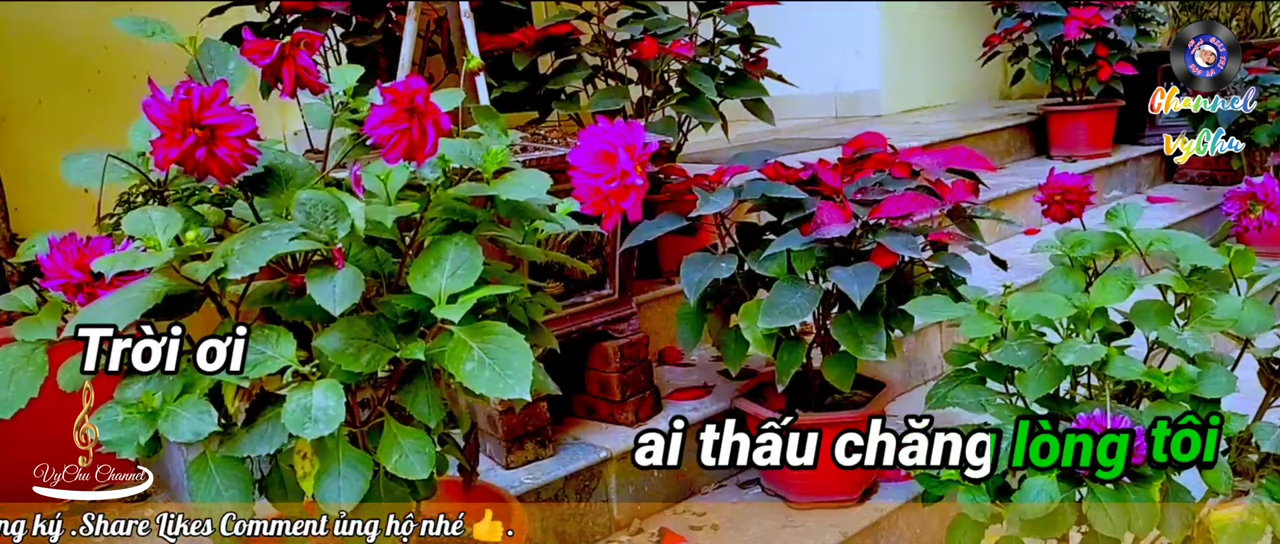 Channel
VyChu
Trời ơi
ai thấu chăng lòng tôi
VyChu Channel
ng ký .Share Likes Comment ủng hộ nhé 👍.